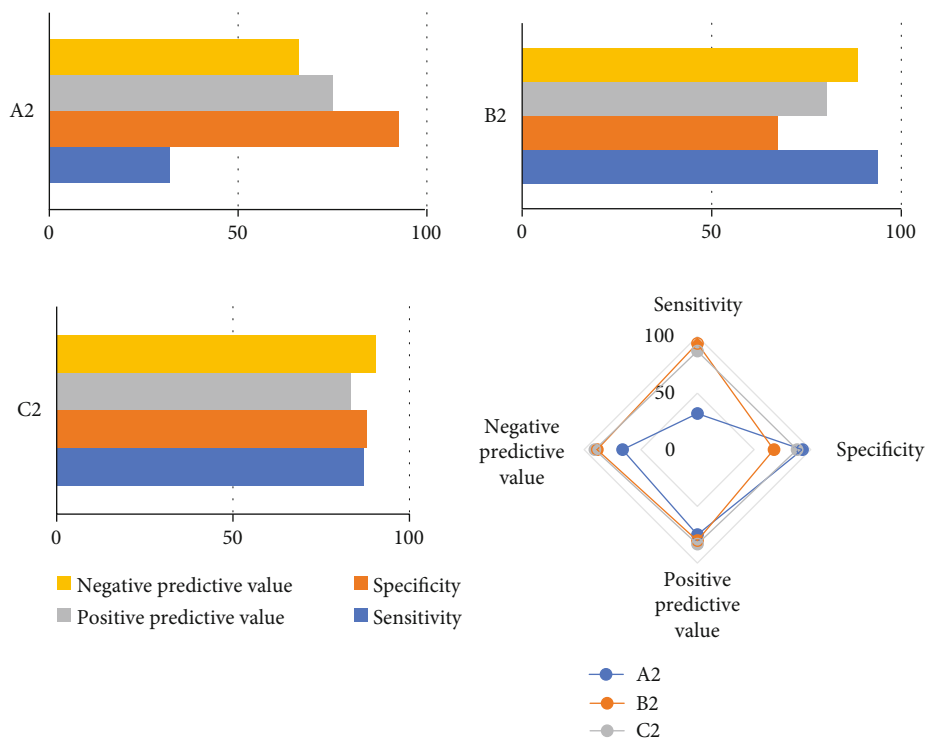 A2
0 50 100
B2
0 50 100
C2
0 50 100
Negative predictive value
Positive predictive value
Specificity
Sensitivity
Sensitivity
100
50
0
Negative
predictive
value
Specificity
Positive
predictive
value
A2
B2
C2